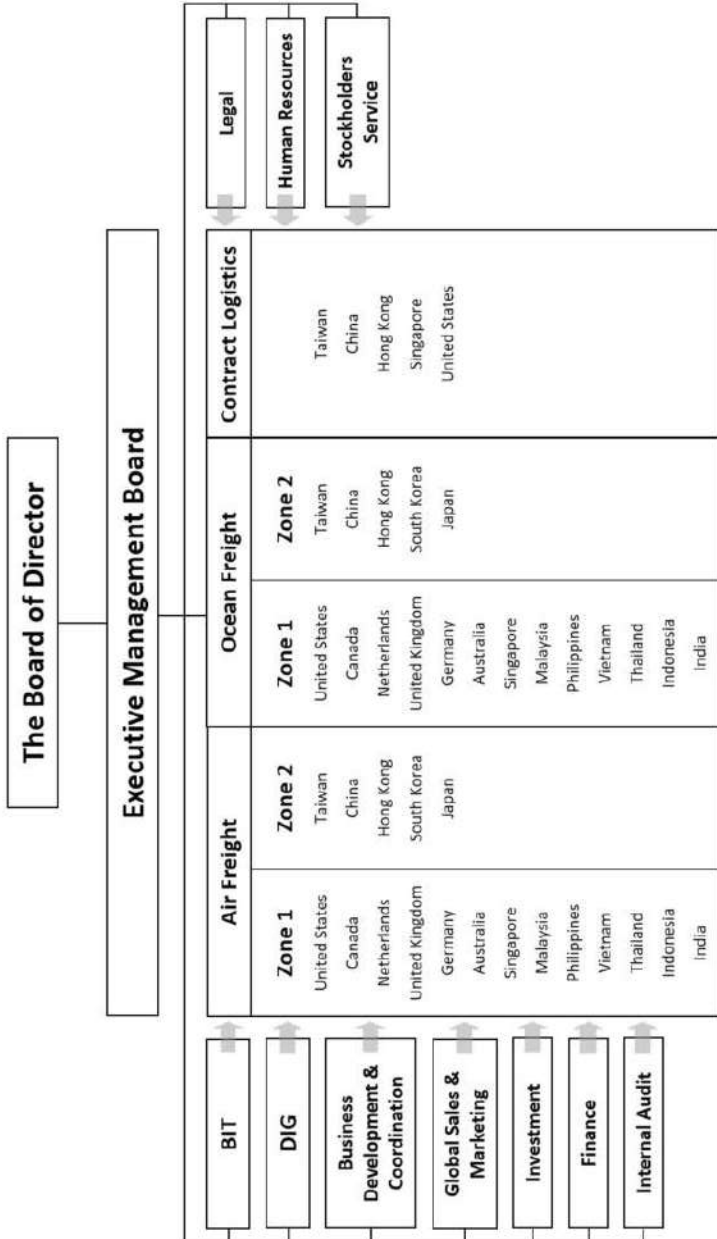 The Board of Director
Executive Management Board
BIT
DIG
Business
Development &
Coordination
Global Sales &
Marketing
Investment
Finance
Internal Audit
Air Freight
Zone 1
United States
Canada
Netherlands
United Kingdom
Germany
Australia
Singapore
Malaysia
Philippines
Vietnam
Thailand
Indonesia
India
Zone 2
Taiwan
China
Hong Kong
South Korea
Japan
Ocean Freight
Zone 1
United States
Canada
Netherlands
United Kingdom
Germany
Australia
Singapore
Malaysia
Philippines
Vietnam
Thailand
Indonesia
India
Zone 2
Taiwan
China
Hong Kong
South Korea
Japan
Contract Logistics
Taiwan
China
Hong Kong
Singapore
United States
Legal
Human Resources
Stockholders
Service